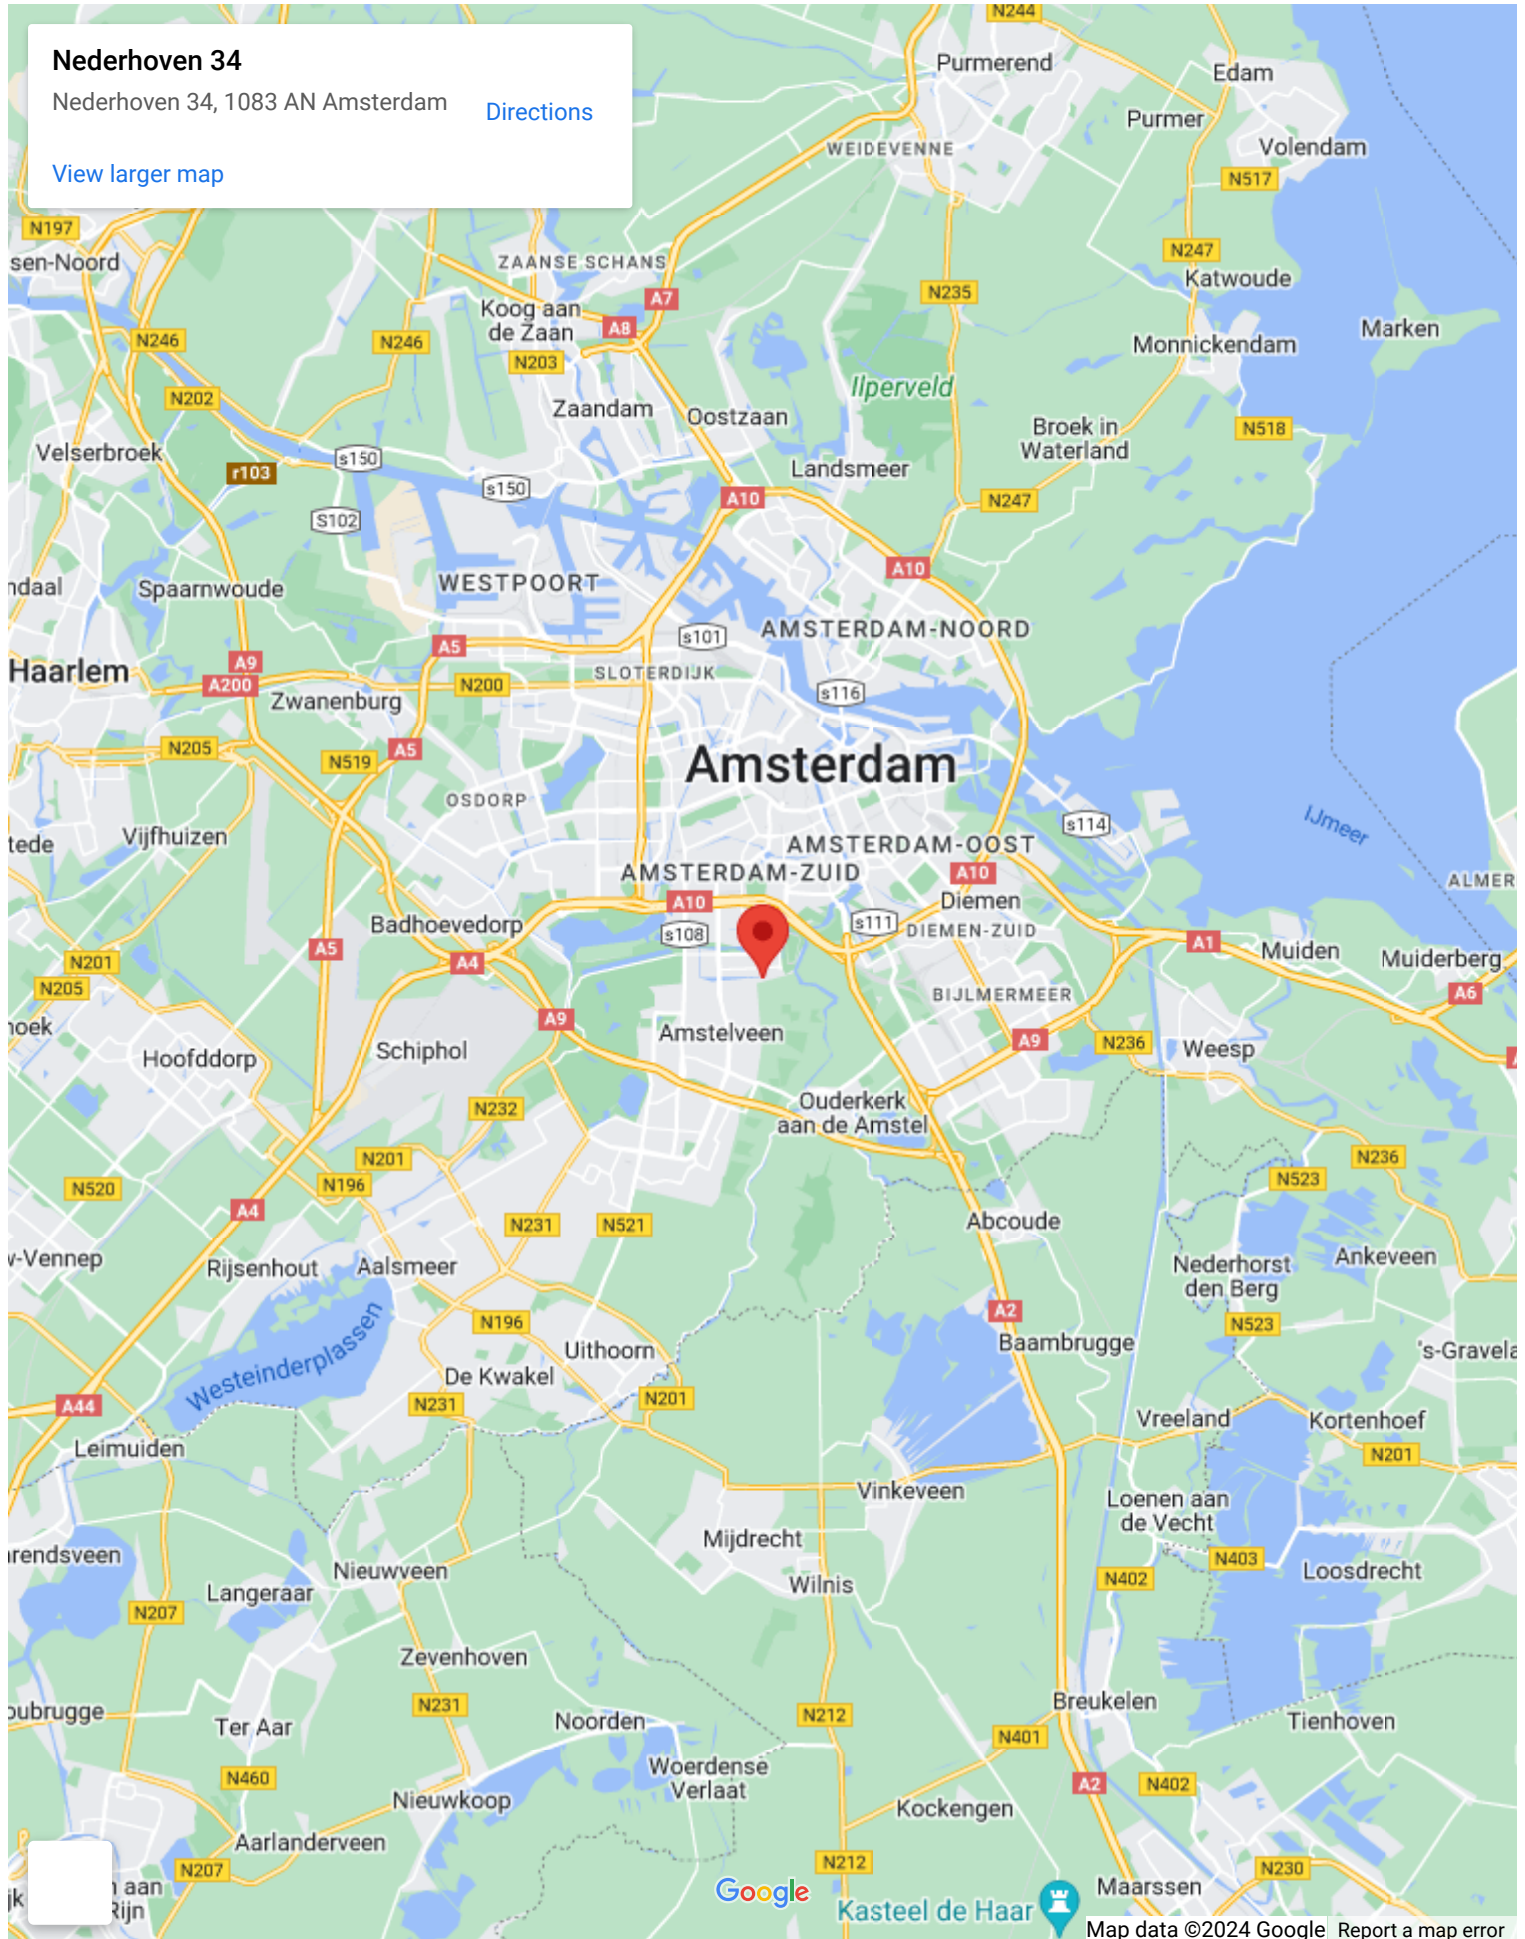 Nederhoven 34
Nederhoven 34, 1083 AN Amsterdam
Directions
View larger map
N244
Purmerend
Edam
Purmer
WEIDEVENNE
Volendam
N517
N197
sen-Noord
ZAANSE SCHANS
N247
Katwoude
A7
N235
Koog aan
de Zaan
A8
Marken
N246
N246
Monnickendam
N203
Ilperveld
N202
Zaandam
Oostzaan
Broek in
Waterland
N518
Velserbroek
s150
r103
Landsmeer
s150
A10
N247
S102
A10
WESTPOORT
ndaal
Spaarnwoude
s101
AMSTERDAM-NOORD
A5
A9
Haarlem
SLOTERDIJK
A200
N200
s116
Zwanenburg
N205
A5
N519
Amsterdam
OSDORP
s114
IJmeer
tede
Vijfhuizen
AMSTERDAM-OOST
AMSTERDAM-ZUID
A10
ALMER
A10
Diemen
Badhoevedorp
s108
s111
DIEMEN-ZUID
A5
A1
Muiden
Muiderberg
N201
A4
N205
BIJLMERMEER
A6
hoek
A9
Amstelveen
A9
N236
Hoofddorp
Schiphol
Weesp
N232
Ouderkerk
aan de Amstel
N201
N236
N520
N196
N523
A4
N231
N521
Abcoude
w-Vennep
Rijsenhout
Aalsmeer
Nederhorst
den Berg
Ankeveen
A2
N196
N523
Westeinderplassen
Uithoorn
Baambrugge
's-Gravela
De Kwakel
A44
N231
N201
Vreeland
Kortenhoef
Leimuiden
N201
Vinkeveen
Loenen aan
de Vecht
Mijdrecht
arendsveen
Nieuwveen
N403
Loosdrecht
Langeraar
Wilnis
N402
N207
Zevenhoven
N231
Breukelen
oubrugge
Ter Aar
Noorden
N212
N401
Tienhoven
Woerdense
Verlaat
N460
A2
N402
Nieuwkoop
Kockengen
Aarlanderveen
N207
N212
N230
n aan
Rijn
jk
Google
Kasteel de Haar
Maarssen
Map data ©2024 Google
Report a map error